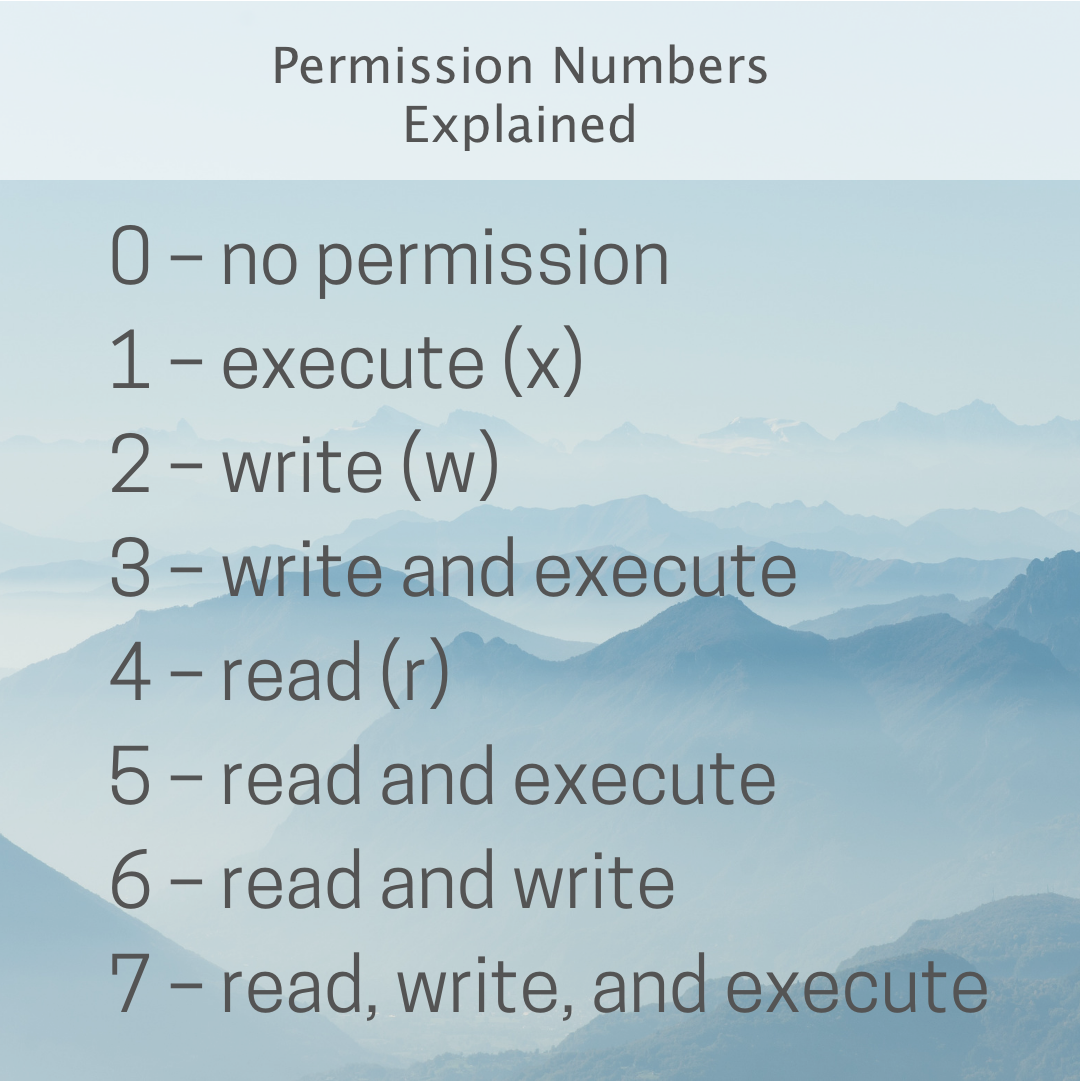 Permission Numbers
Explained
0 – no permission
1 – execute (x)
2 – write (w)
3 – write and execute
4 – read (r)
5 – read and execute
6 – read and write
7 – read, write, and execute